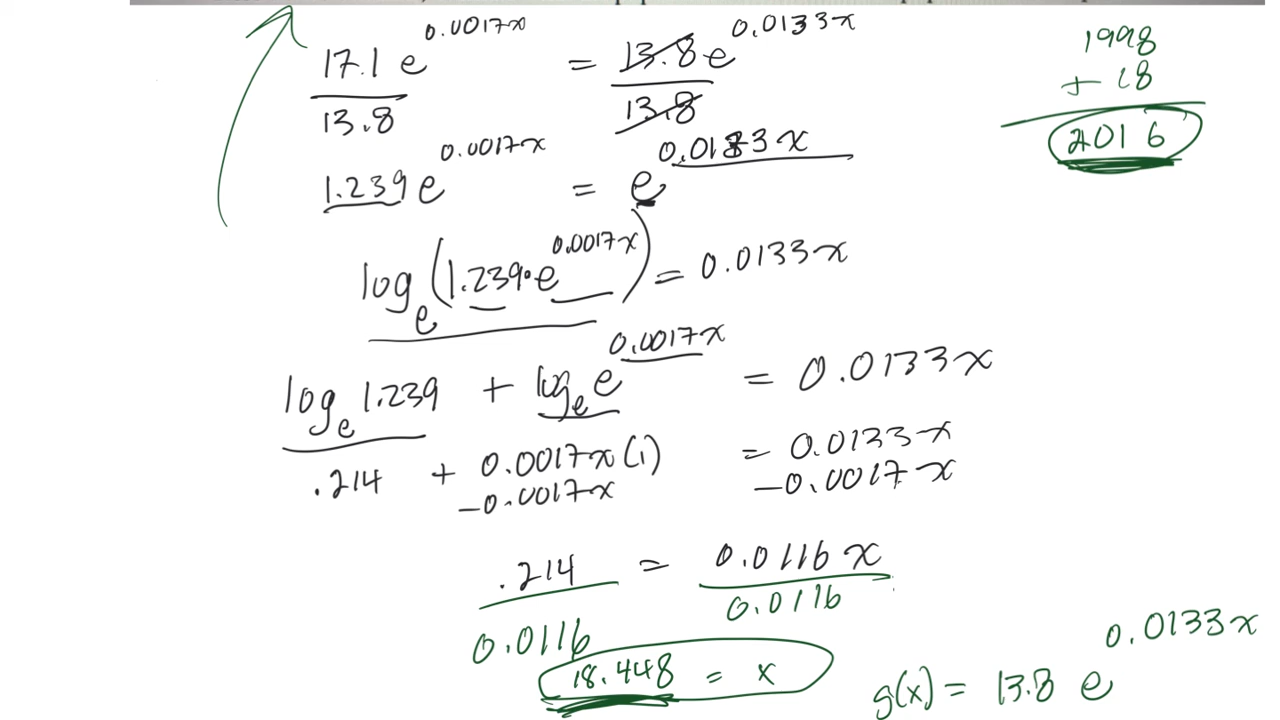 17.1 e^0.0017x = 13.8 e^0.0133x
13.8 13.8
1.239 e^0.0017x = e^0.0133x
log_e (1.239 · e^0.0017x) = 0.0133x
log_e 1.239 + log_e e^0.0017x = 0.0133x
.214 + 0.0017x (1) = 0.0133x
-0.0017x -0.0017x
.214 = 0.0116x
0.0116 0.0116
18.448 = x
1998
+ 18
2016
g(x) = 13.8 e^0.0133x